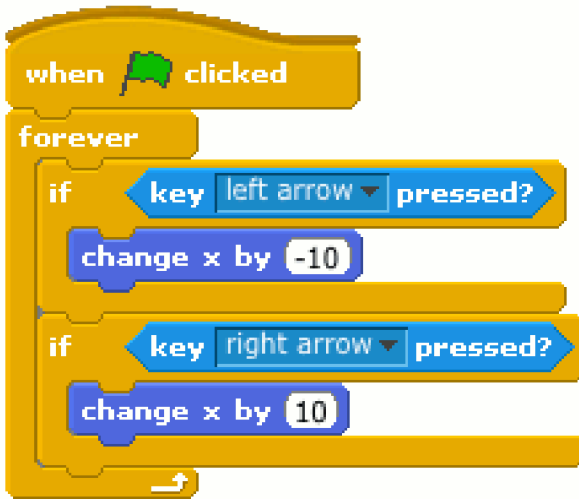 when clicked
forever
if key left arrow pressed?
change x by -10
if key right arrow pressed?
change x by 10